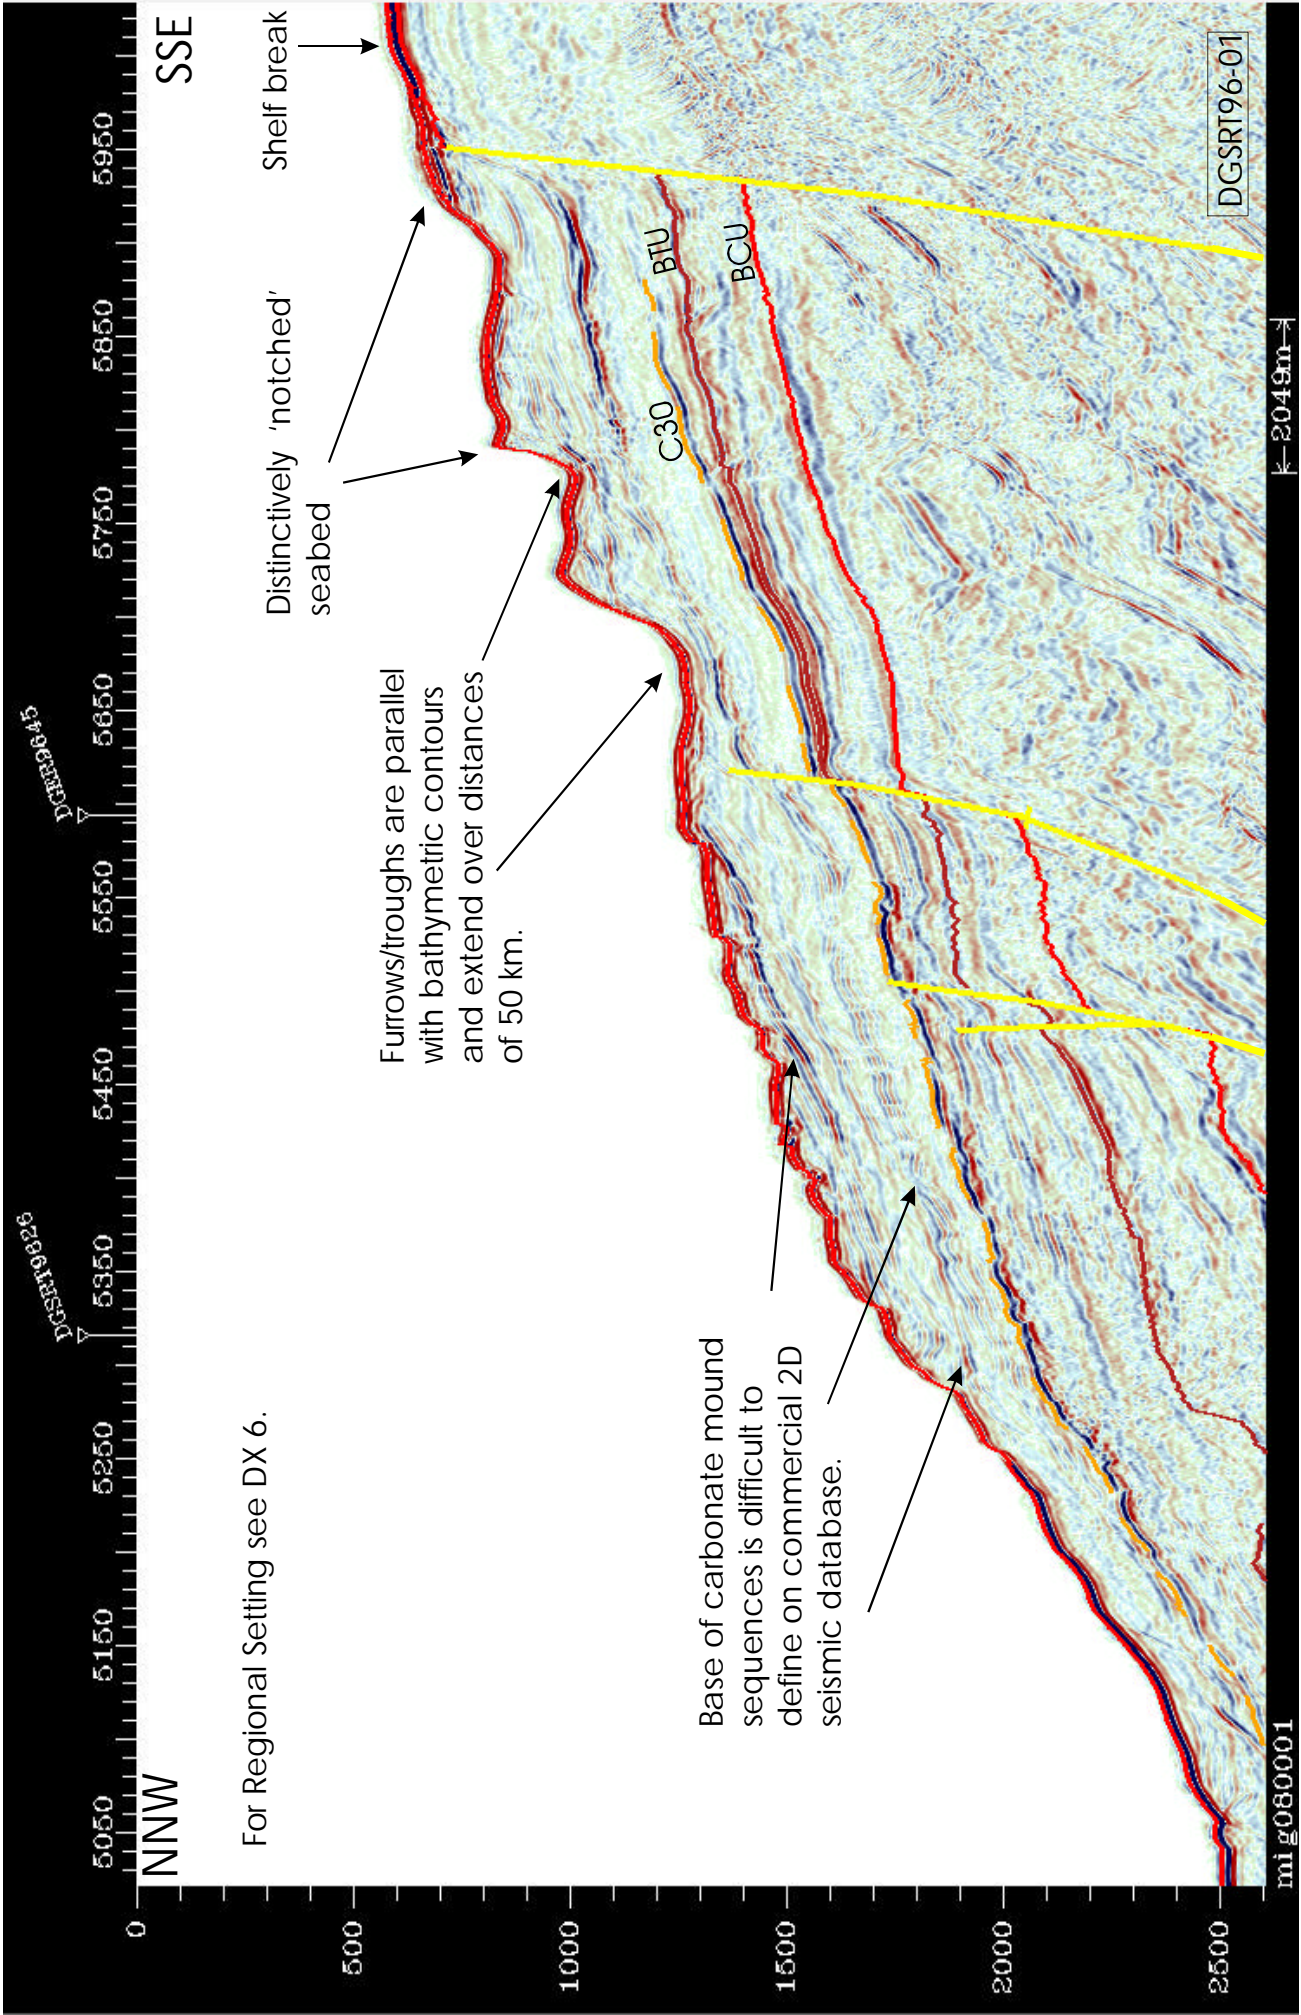 DGSRT9626
DGRR9645
5050
5150
5250
5350
5450
5550
5650
5750
5850
5950
NNW
SSE
For Regional Setting see DX 6.
Shelf break
Distinctively 'notched'
seabed
Furrows/troughs are parallel
with bathymetric contours
and extend over distances
of 50 km.
Base of carbonate mound
sequences is difficult to
define on commercial 2D
seismic database.
C30
BTU
BCU
DGSRT96-01
0
500
1000
1500
2000
2500
mig080001
2049m